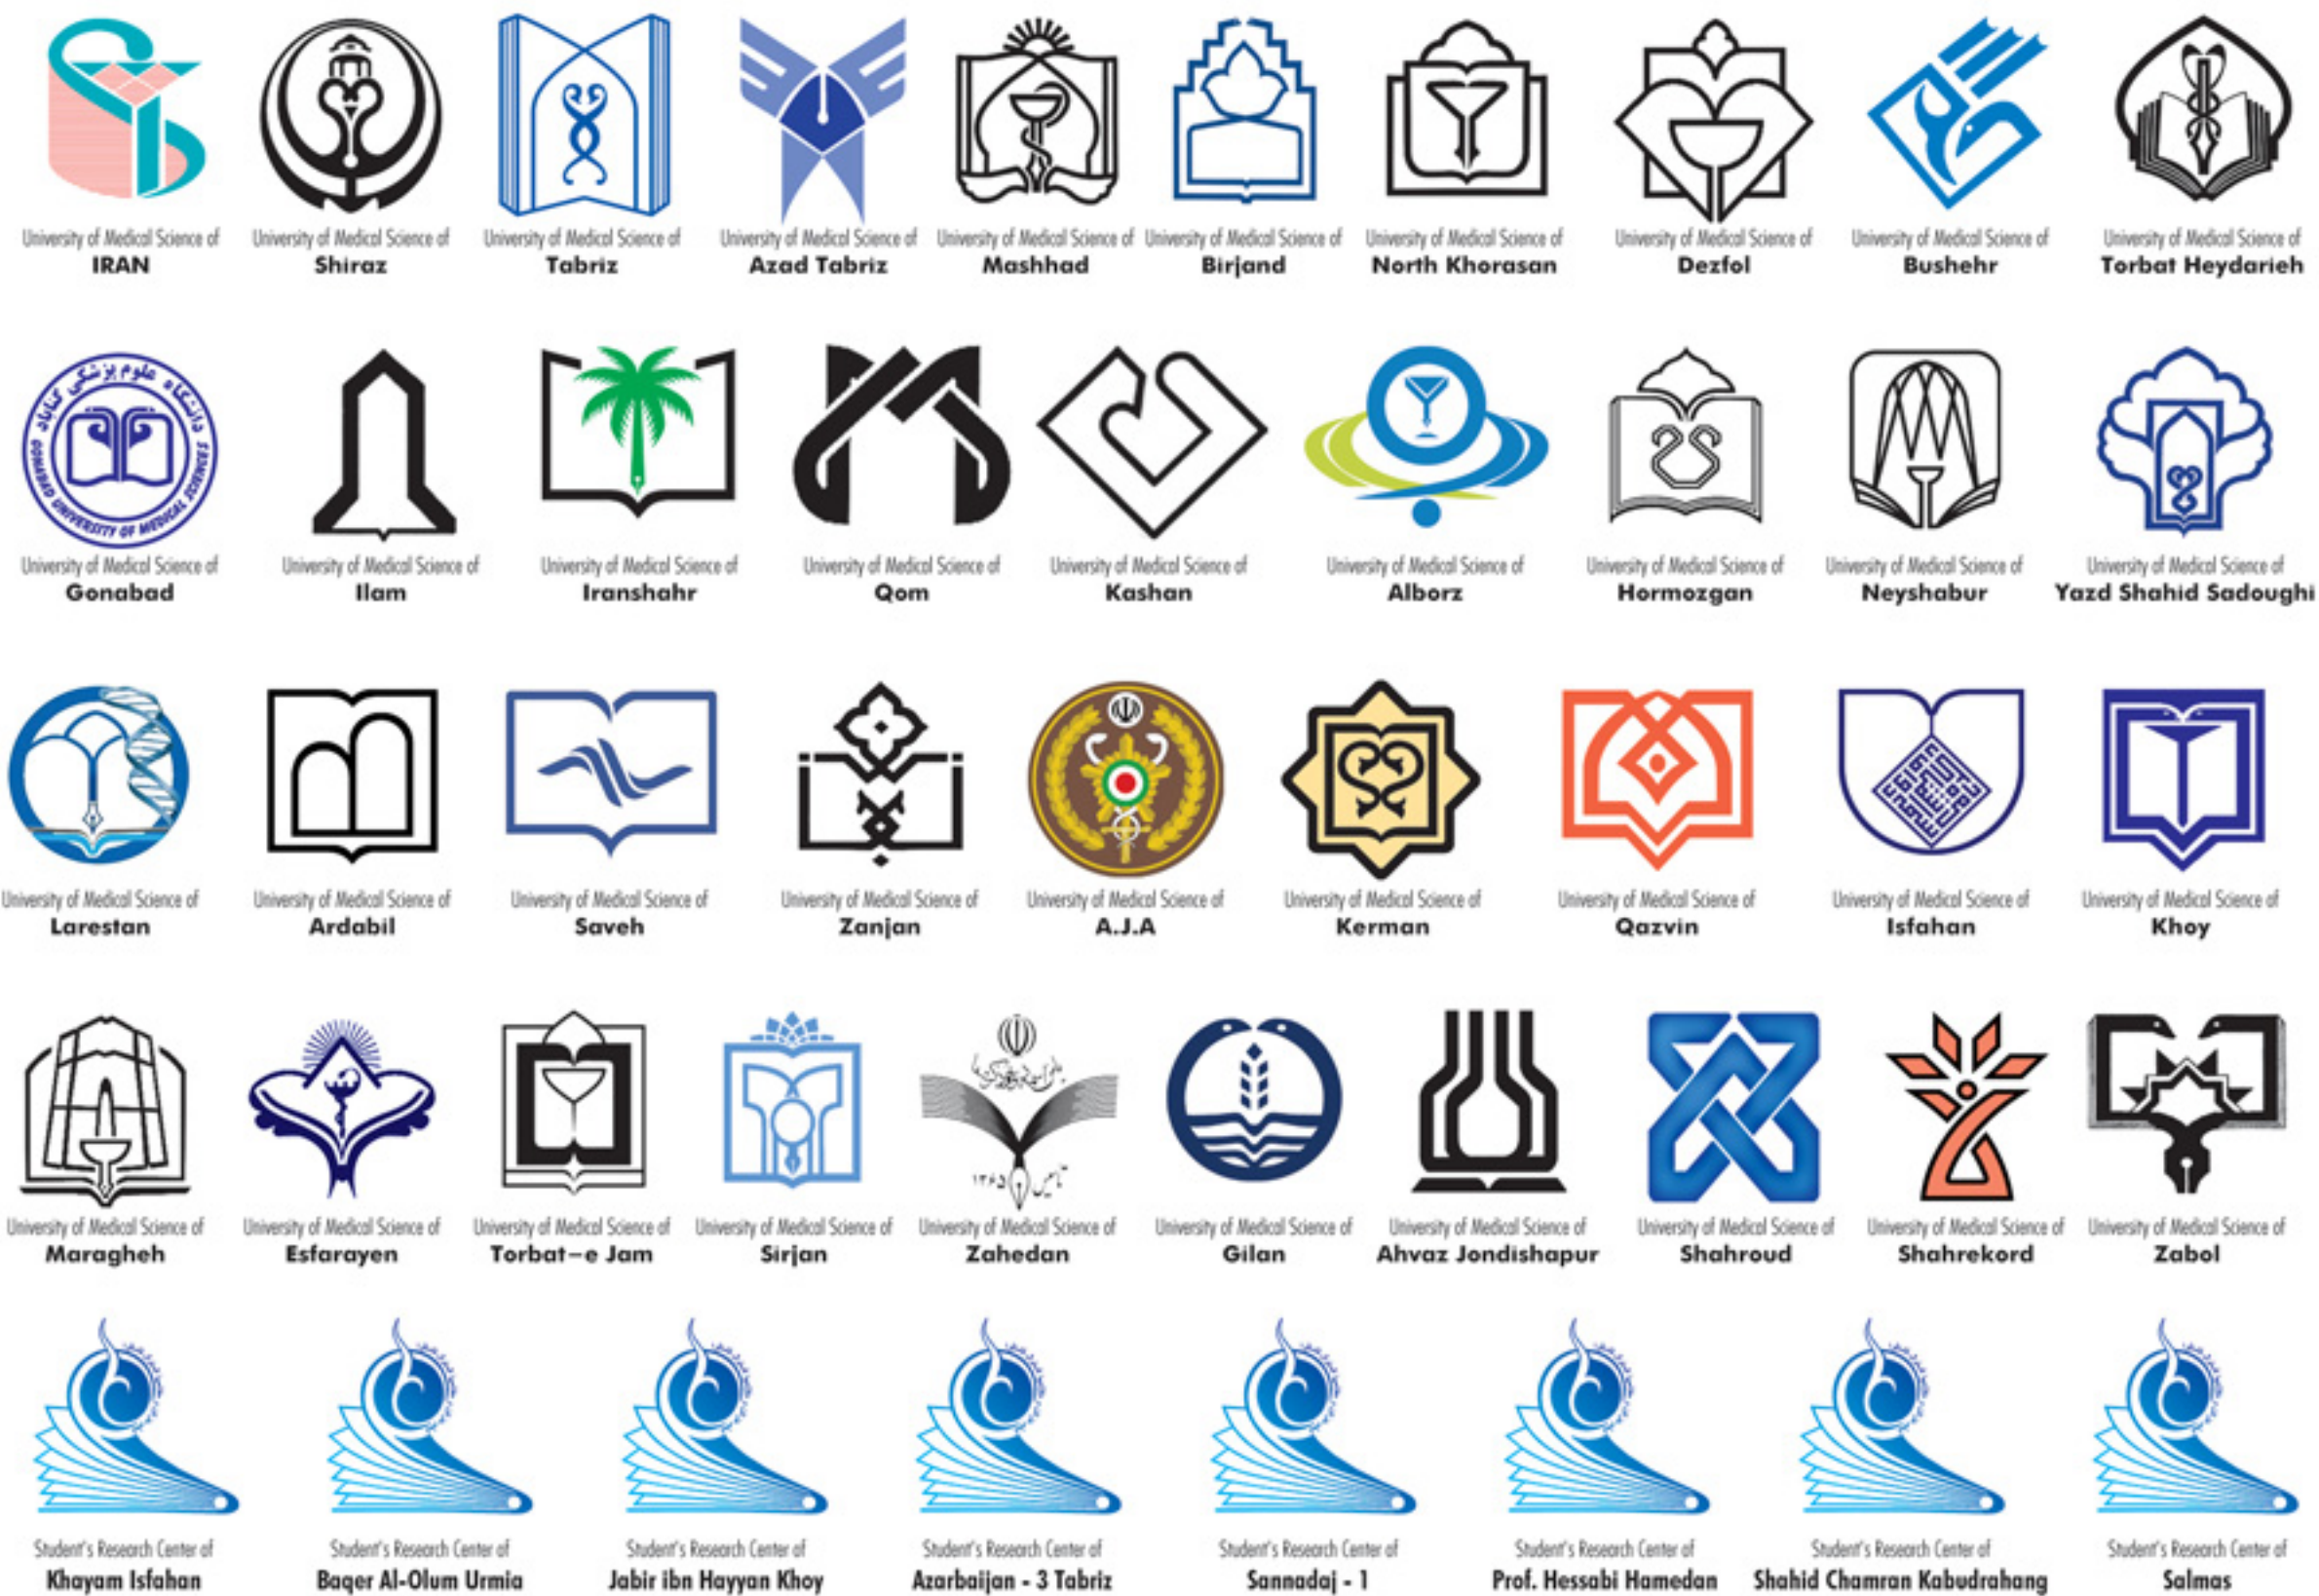 University of Medical Science of
IRAN
University of Medical Science of
Shiraz
University of Medical Science of
Tabriz
University of Medical Science of
Azad Tabriz
University of Medical Science of
Mashhad
University of Medical Science of
Birjand
University of Medical Science of
North Khorasan
University of Medical Science of
Dezfol
University of Medical Science of
Bushehr
University of Medical Science of
Torbat Heydarieh
دانشگاه علوم پزشکی گناباد
GONABAD UNIVERSITY OF MEDICAL SCIENCES
University of Medical Science of
Gonabad
University of Medical Science of
Ilam
University of Medical Science of
Iranshahr
University of Medical Science of
Qom
University of Medical Science of
Kashan
University of Medical Science of
Alborz
University of Medical Science of
Hormozgan
University of Medical Science of
Neyshabur
University of Medical Science of
Yazd Shahid Sadoughi
University of Medical Science of
Larestan
University of Medical Science of
Ardabil
University of Medical Science of
Saveh
University of Medical Science of
Zanjan
University of Medical Science of
A.J.A
University of Medical Science of
Kerman
University of Medical Science of
Qazvin
University of Medical Science of
Isfahan
University of Medical Science of
Khoy
University of Medical Science of
Maragheh
University of Medical Science of
Esfarayen
University of Medical Science of
Torbat-e Jam
University of Medical Science of
Sirjan
تاسیس ۱۳۶۵
University of Medical Science of
Zahedan
University of Medical Science of
Gilan
University of Medical Science of
Ahvaz Jondishapur
University of Medical Science of
Shahroud
University of Medical Science of
Shahrekord
University of Medical Science of
Zabol
Student's Research Center of
Khayam Isfahan
Student's Research Center of
Baqer Al-Olum Urmia
Student's Research Center of
Jabir ibn Hayyan Khoy
Student's Research Center of
Azarbaijan - 3 Tabriz
Student's Research Center of
Sannadaj - 1
Student's Research Center of
Prof. Hessabi Hamedan
Student's Research Center of
Shahid Chamran Kabudrahang
Student's Research Center of
Salmas